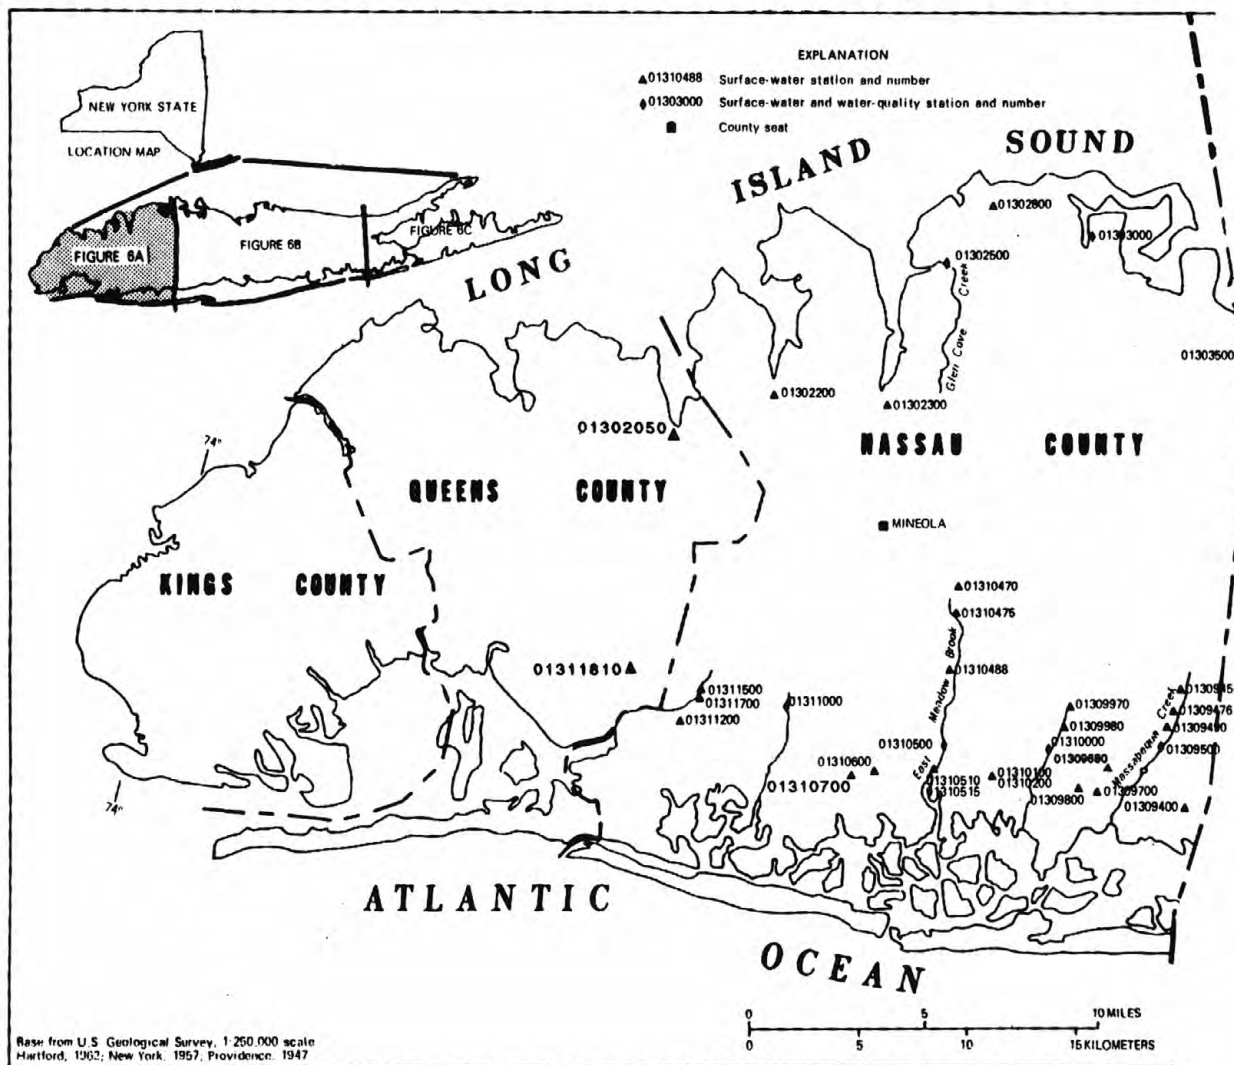 EXPLANATION
▲01310488 Surface-water station and number
⧫01303000 Surface-water and water-quality station and number
■ County seat
NEW YORK STATE
LOCATION MAP
FIGURE 6A
FIGURE 6B
FIGURE 6C
LONG
ISLAND
SOUND
01302800
01303000
01302500
Glen Cove Creek
01303500
01302200
01302300
01302050
74°
NASSAU COUNTY
QUEENS COUNTY
MINEOLA
KINGS COUNTY
01310470
01310475
01310488
East Meadow Brook
01311810
01311500
01311700
01311200
01311000
01309970
01309980
01310000
01309476
01309490
01309500
Massapequa Creek
01310500
01310600
01310700
01310510
01310515
01310100
01310200
01309800
01309700
01309400
74°
ATLANTIC
OCEAN
0 5 10 MILES
0 5 10 15 KILOMETERS
Base from U.S. Geological Survey, 1:250,000 scale
Hartford, 1962; New York, 1957; Providence, 1947